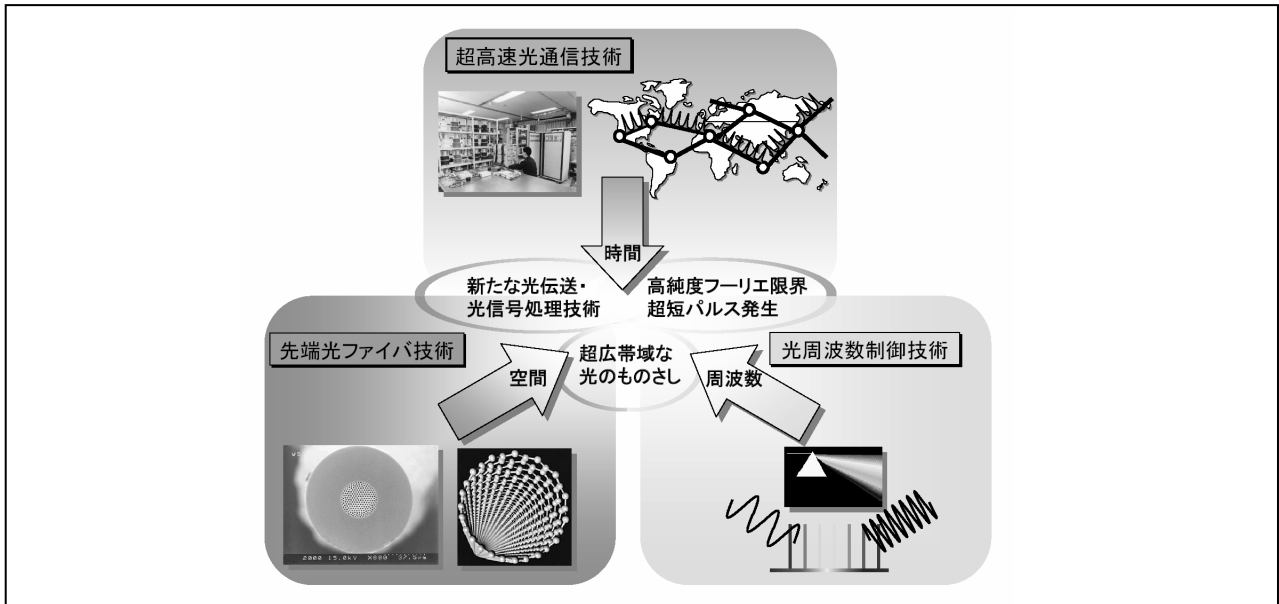 超高速光通信技術
時間
新たな光伝送・
光信号処理技術
高純度フーリエ限界
超短パルス発生
先端光ファイバ技術
空間
超広帯域な
光のものさし
周波数
光周波数制御技術
2000 15.0kV